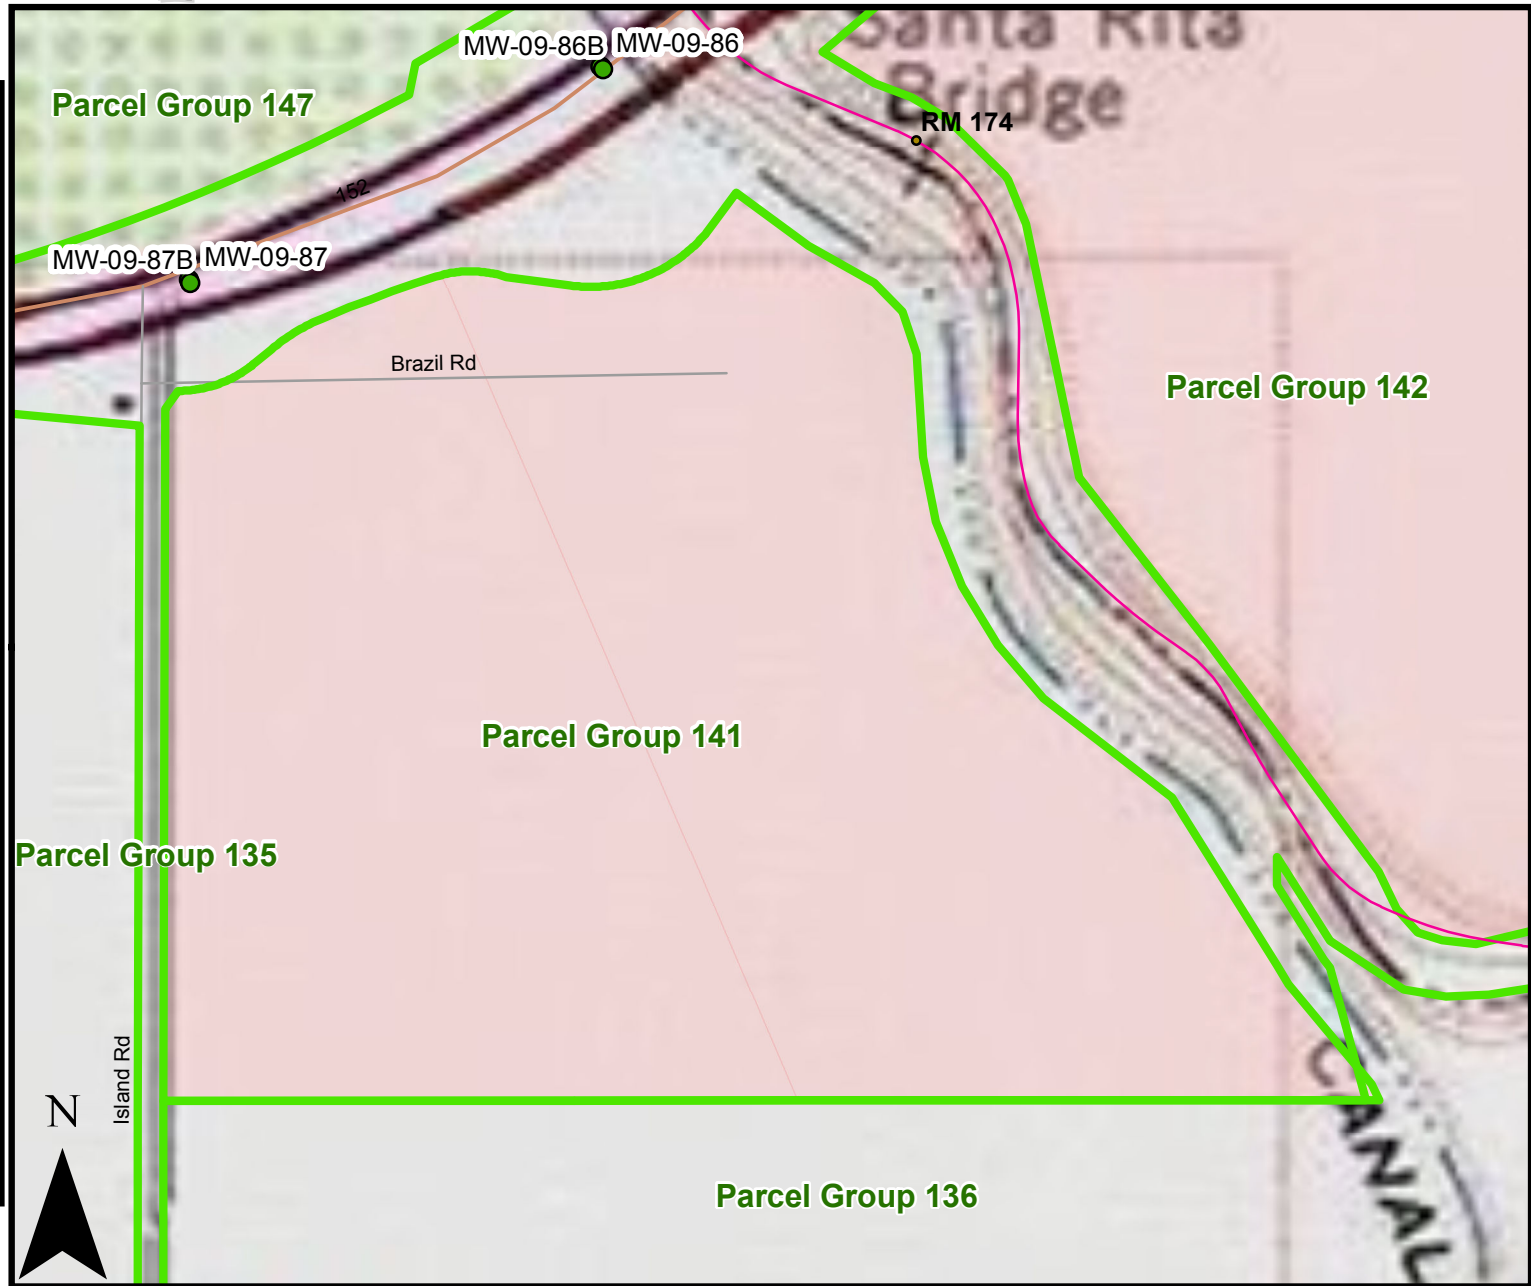 Santa Rita
Bridge
MW-09-86B MW-09-86
Parcel Group 147
RM 174
152
MW-09-87B MW-09-87
Brazil Rd
Parcel Group 142
Parcel Group 141
Parcel Group 135
Island Rd
N
CANAL
Parcel Group 136